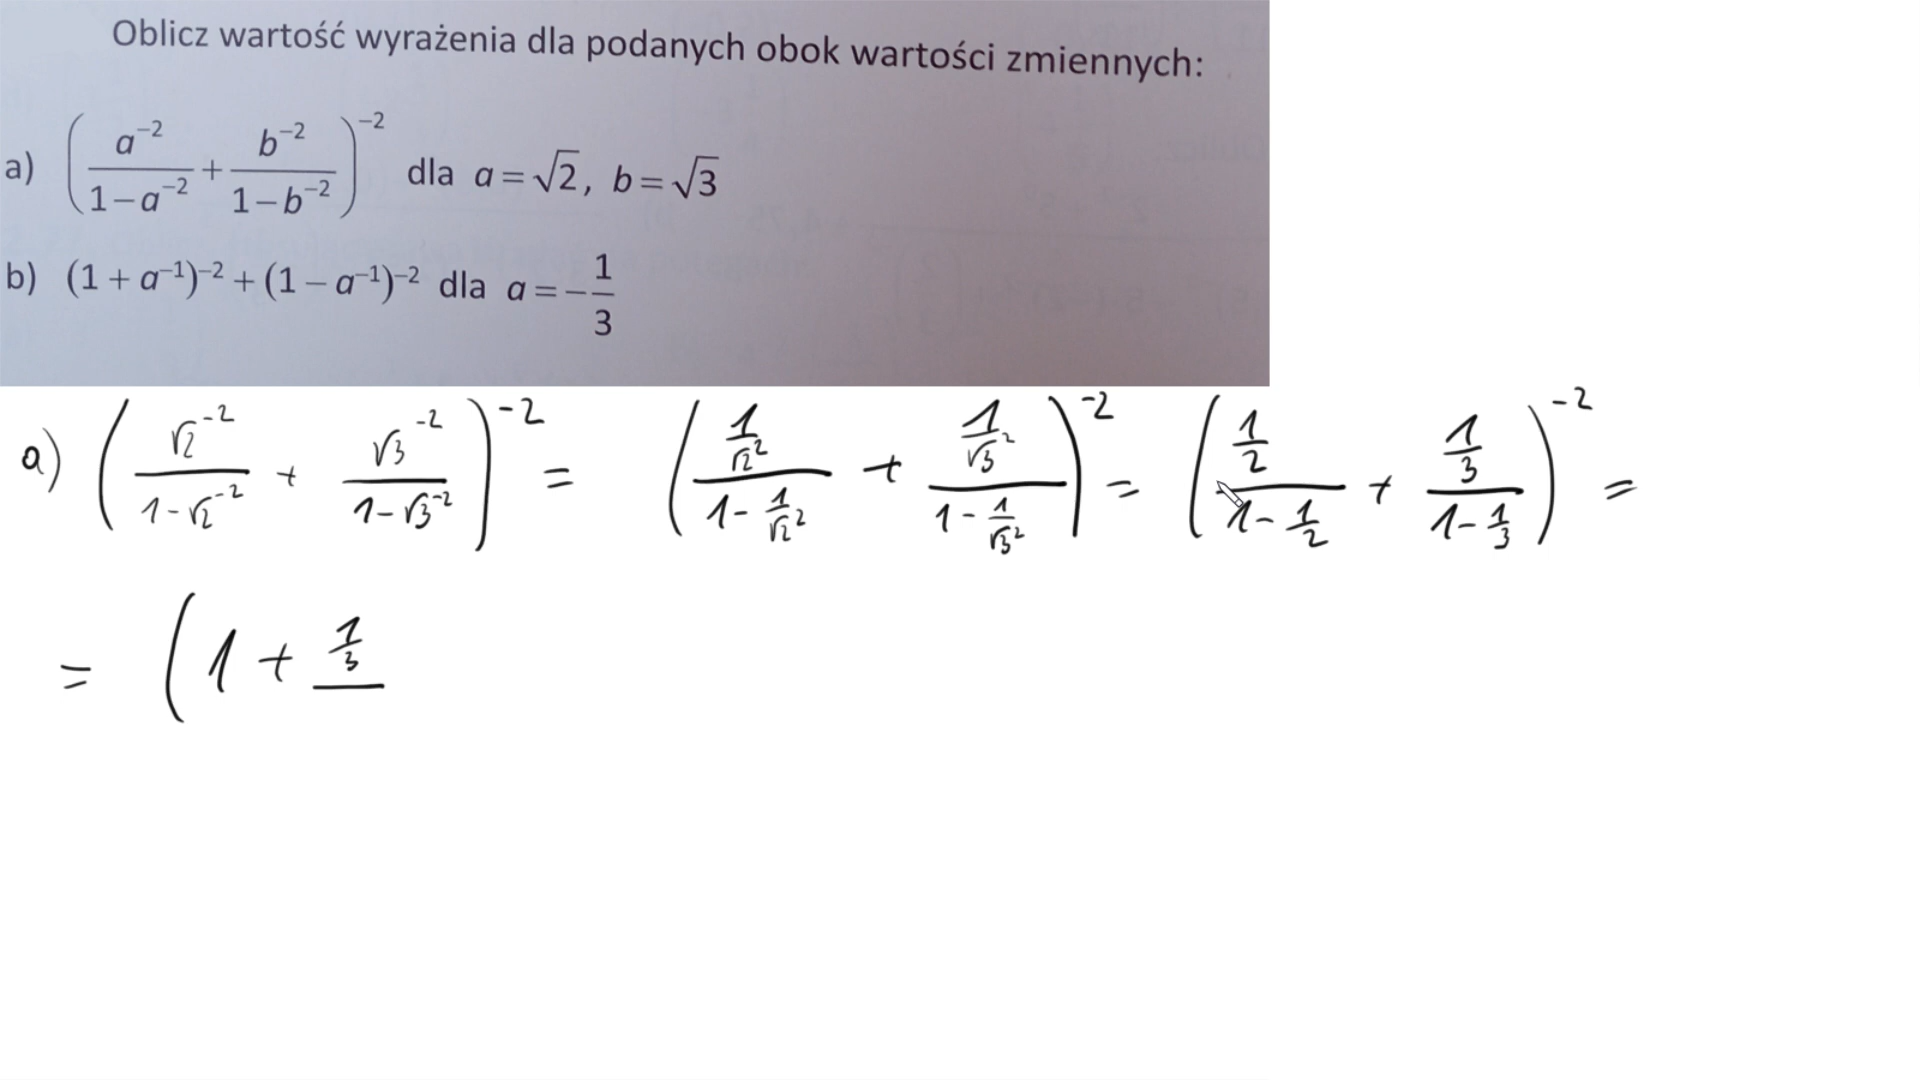 Oblicz wartość wyrażenia dla podanych obok wartości zmiennych:
a) (a⁻²/(1−a⁻²) + b⁻²/(1−b⁻²))⁻² dla a = √2, b = √3
b) (1 + a⁻¹)⁻² + (1 − a⁻¹)⁻² dla a = −1/3
a) (√2⁻²/(1−√2⁻²) + √3⁻²/(1−√3⁻²))⁻² = ((1/√2²)/(1−1/√2²) + (1/√3²)/(1−1/√3²))⁻² = ((1/2)/(1−1/2) + (1/3)/(1−1/3))⁻² =
= (1 + (1/3)/